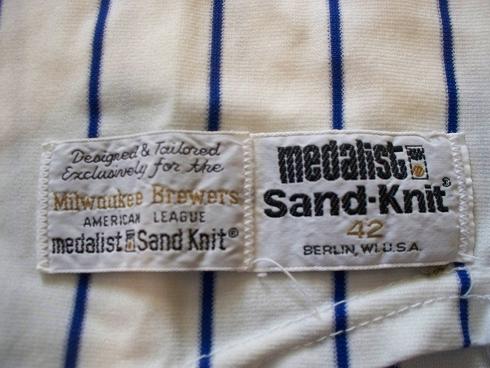 Designed & Tailored
Exclusively for the
Milwaukee Brewers
AMERICAN LEAGUE
medalist Sand Knit®
medalist
Sand-Knit®
42
BERLIN, WI. U.S.A.